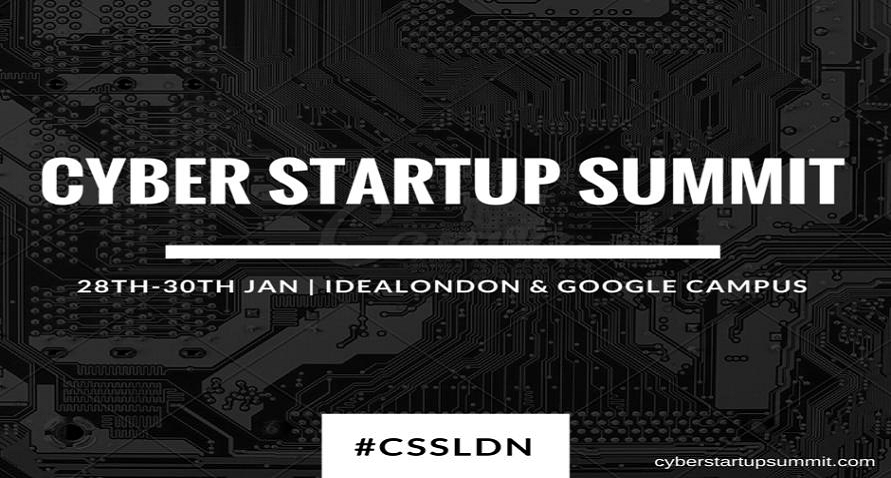 CYBER STARTUP SUMMIT
28TH-30TH JAN | IDEALONDON & GOOGLE CAMPUS
#CSSLDN
cyberstartupsummit.com